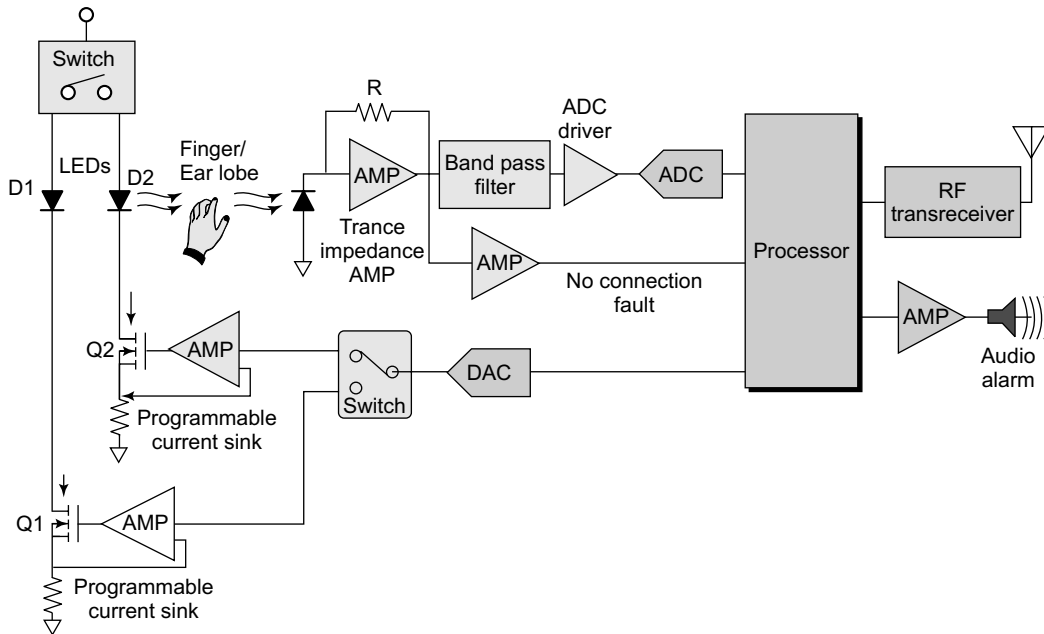 Switch
LEDs
D1
D2
Finger/
Ear lobe
R
AMP
Trance
impedance
AMP
Band pass
filter
ADC
driver
ADC
Processor
RF
transreceiver
AMP
No connection
fault
AMP
Audio
alarm
Q2
AMP
Switch
DAC
Programmable
current sink
Q1
AMP
Programmable
current sink